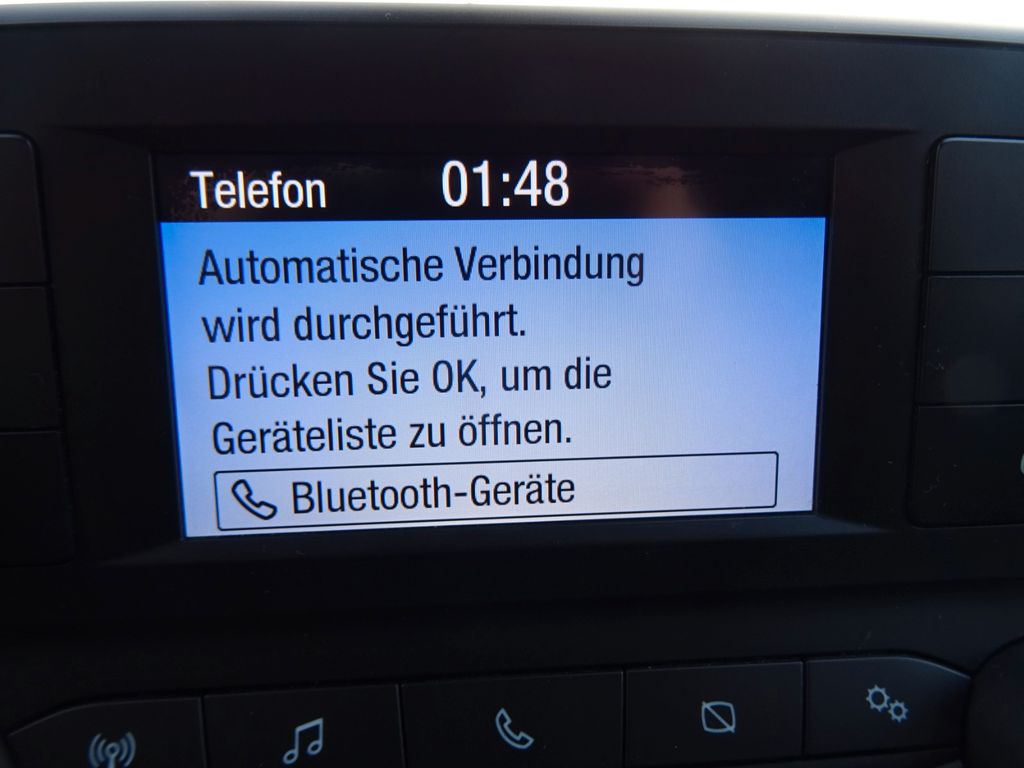 Telefon 01:48
Automatische Verbindung
wird durchgeführt.
Drücken Sie OK, um die
Geräteliste zu öffnen.
Bluetooth-Geräte